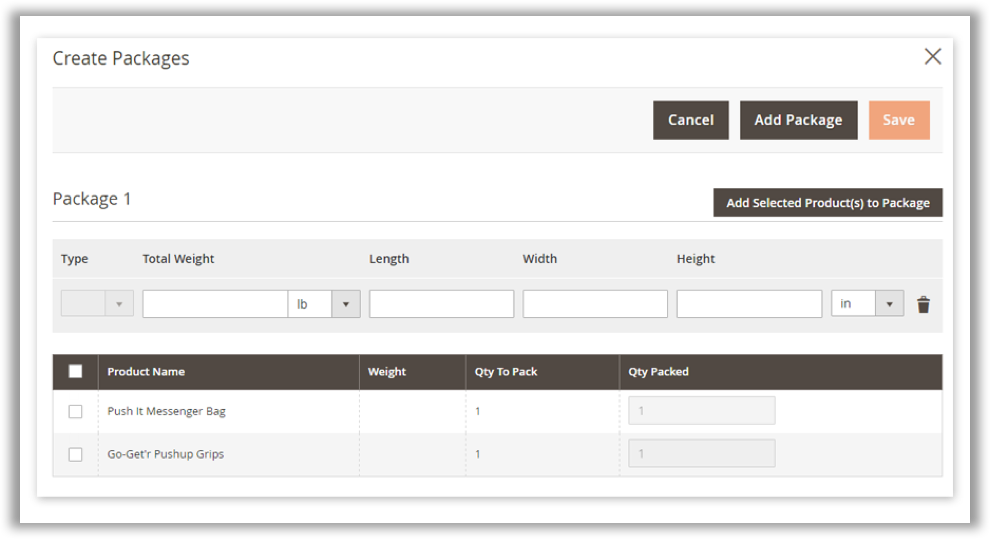 Create Packages
Cancel Add Package Save
Package 1 Add Selected Product(s) to Package
Type Total Weight Length Width Height
lb in
Product Name Weight Qty To Pack Qty Packed
Push It Messenger Bag 1 1
Go-Get'r Pushup Grips 1 1